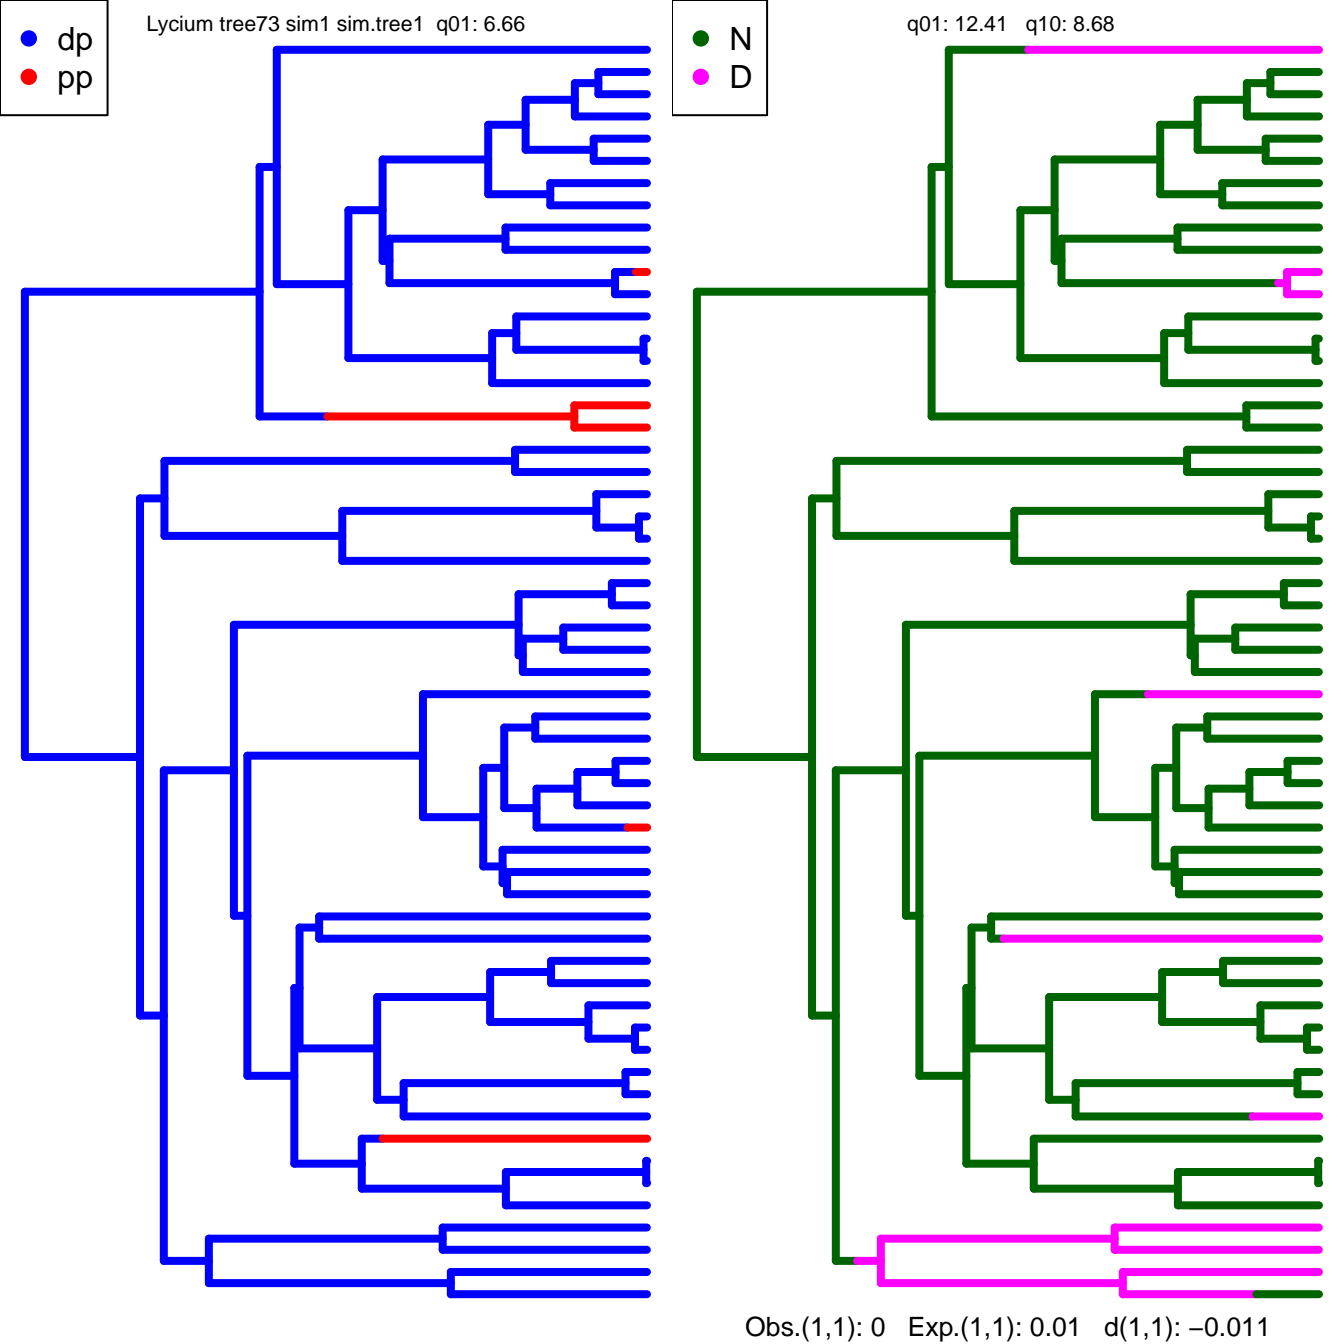 Lycium tree73 sim1 sim.tree1 q01: 6.66
dp
pp
q01: 12.41 q10: 8.68
N
D
Obs.(1,1): 0 Exp.(1,1): 0.01 d(1,1): −0.011